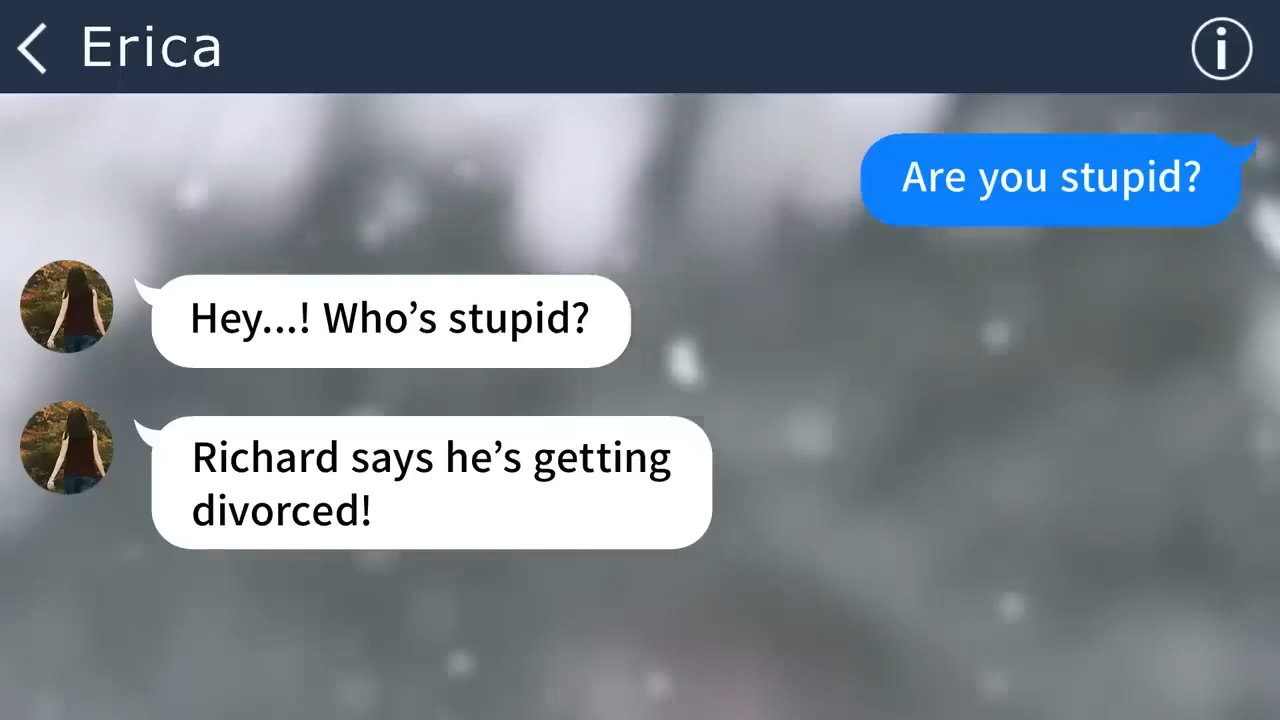 Erica
Are you stupid?
Hey...! Who’s stupid?
Richard says he’s getting
divorced!